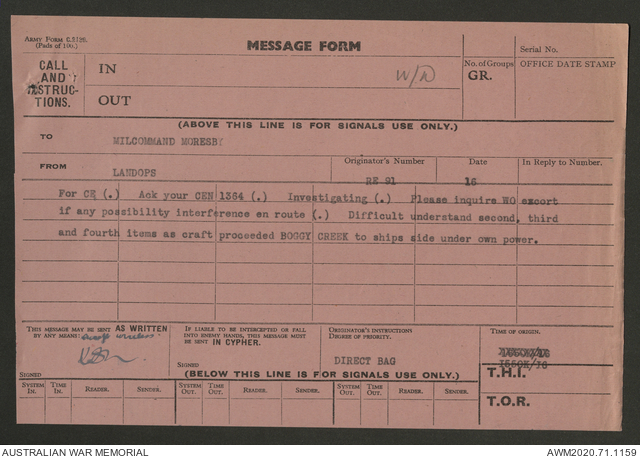 ARMY FORM C.2128.
(Pads of 100.)
MESSAGE FORM
Serial No.
CALL
AND
INSTRUC-
TIONS.
IN
W/D
No. of Groups
GR.
OFFICE DATE STAMP
OUT
(ABOVE THIS LINE IS FOR SIGNALS USE ONLY.)
TO
MILCOMMAND MORESBY
FROM
LANDOPS
Originator's Number
RE 91
Date
16
In Reply to Number.
For CE (.) Ack your CEN 1364 (.) Investigating (.) Please inquire WO escort
if any possibility interference en route (.) Difficult understand second, third
and fourth items as craft proceeded BOGGY CREEK to ships side under own power.
THIS MESSAGE MAY BE SENT AS WRITTEN
BY ANY MEANS: except wireless
SIGNED
IF LIABLE TO BE INTERCEPTED OR FALL
INTO ENEMY HANDS, THIS MESSAGE MUST
BE SENT IN CYPHER.
SIGNED
ORIGINATOR'S INSTRUCTIONS
DEGREE OF PRIORITY.
DIRECT BAG
TIME OF ORIGIN.
T.H.I.
T.O.R.
(BELOW THIS LINE IS FOR SIGNALS USE ONLY.)
SYSTEM IN. TIME IN. READER. SENDER. SYSTEM OUT. TIME OUT. READER. SENDER. SYSTEM OUT. TIME OUT. READER. SENDER.
AUSTRALIAN WAR MEMORIAL
AWM2020.71.1159